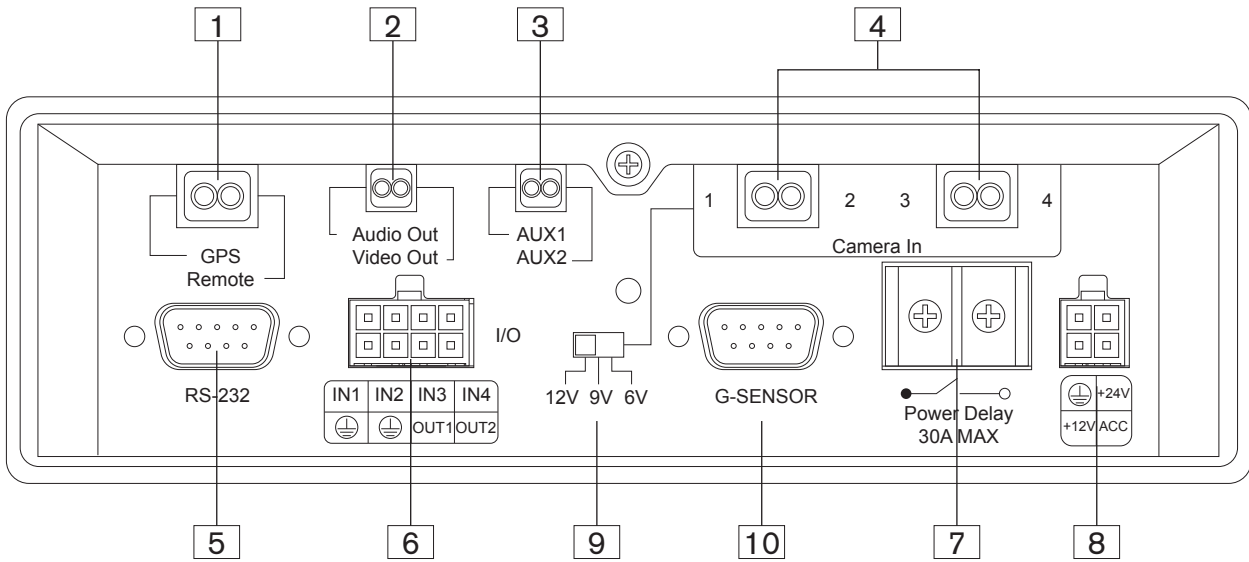 1 2 3 4
1 2 3 4
Camera In
GPS
Remote
Audio Out
Video Out
AUX1
AUX2
I/O
RS-232
IN1 IN2 IN3 IN4
OUT1 OUT2
12V 9V 6V
G-SENSOR
Power Delay
30A MAX
+24V
+12V ACC
5 6 9 10 7 8